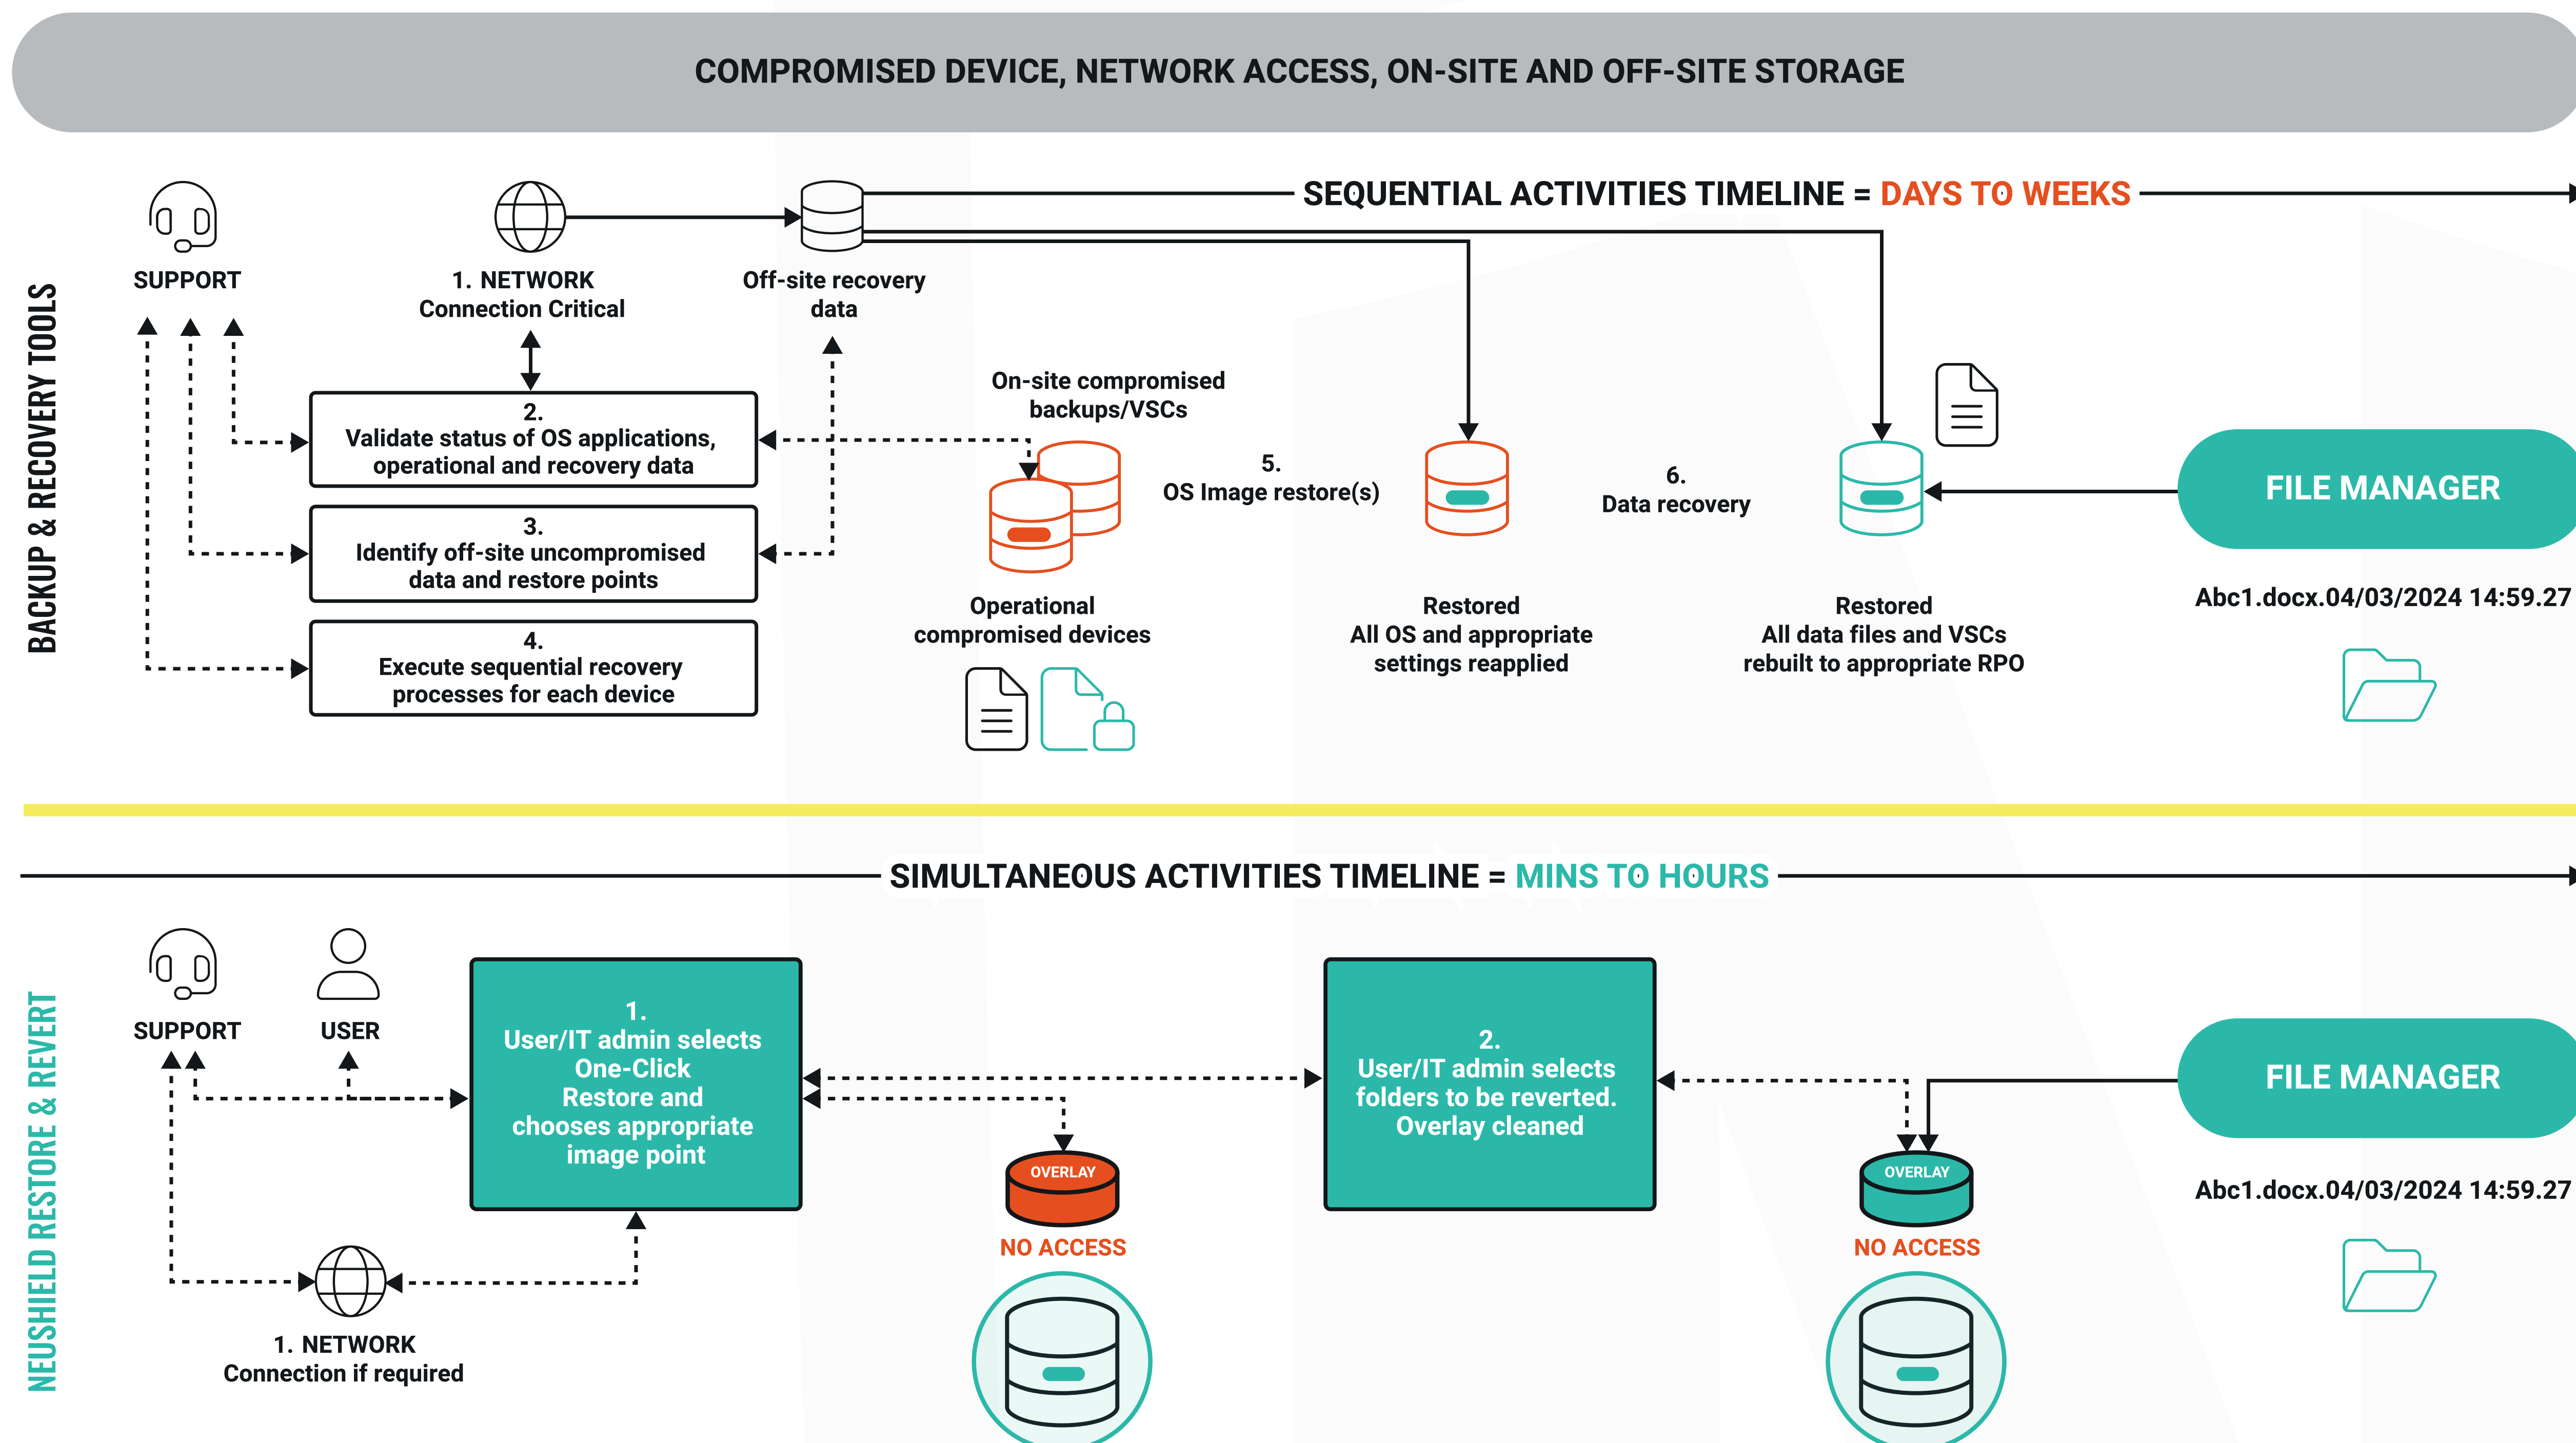 COMPROMISED DEVICE, NETWORK ACCESS, ON-SITE AND OFF-SITE STORAGE
BACKUP & RECOVERY TOOLS
SEQUENTIAL ACTIVITIES TIMELINE = DAYS TO WEEKS
SUPPORT
1. NETWORK
Connection Critical
Off-site recovery
data
2.
Validate status of OS applications,
operational and recovery data
3.
Identify off-site uncompromised
data and restore points
4.
Execute sequential recovery
processes for each device
On-site compromised
backups/VSCs
Operational
compromised devices
5.
OS Image restore(s)
Restored
All OS and appropriate
settings reapplied
6.
Data recovery
Restored
All data files and VSCs
rebuilt to appropriate RPO
FILE MANAGER
Abc1.docx.04/03/2024 14:59.27
SIMULTANEOUS ACTIVITIES TIMELINE = MINS TO HOURS
NEUSHIELD RESTORE & REVERT
SUPPORT
USER
1. NETWORK
Connection if required
1.
User/IT admin selects
One-Click
Restore and
chooses appropriate
image point
OVERLAY
NO ACCESS
2.
User/IT admin selects
folders to be reverted.
Overlay cleaned
OVERLAY
NO ACCESS
FILE MANAGER
Abc1.docx.04/03/2024 14:59.27